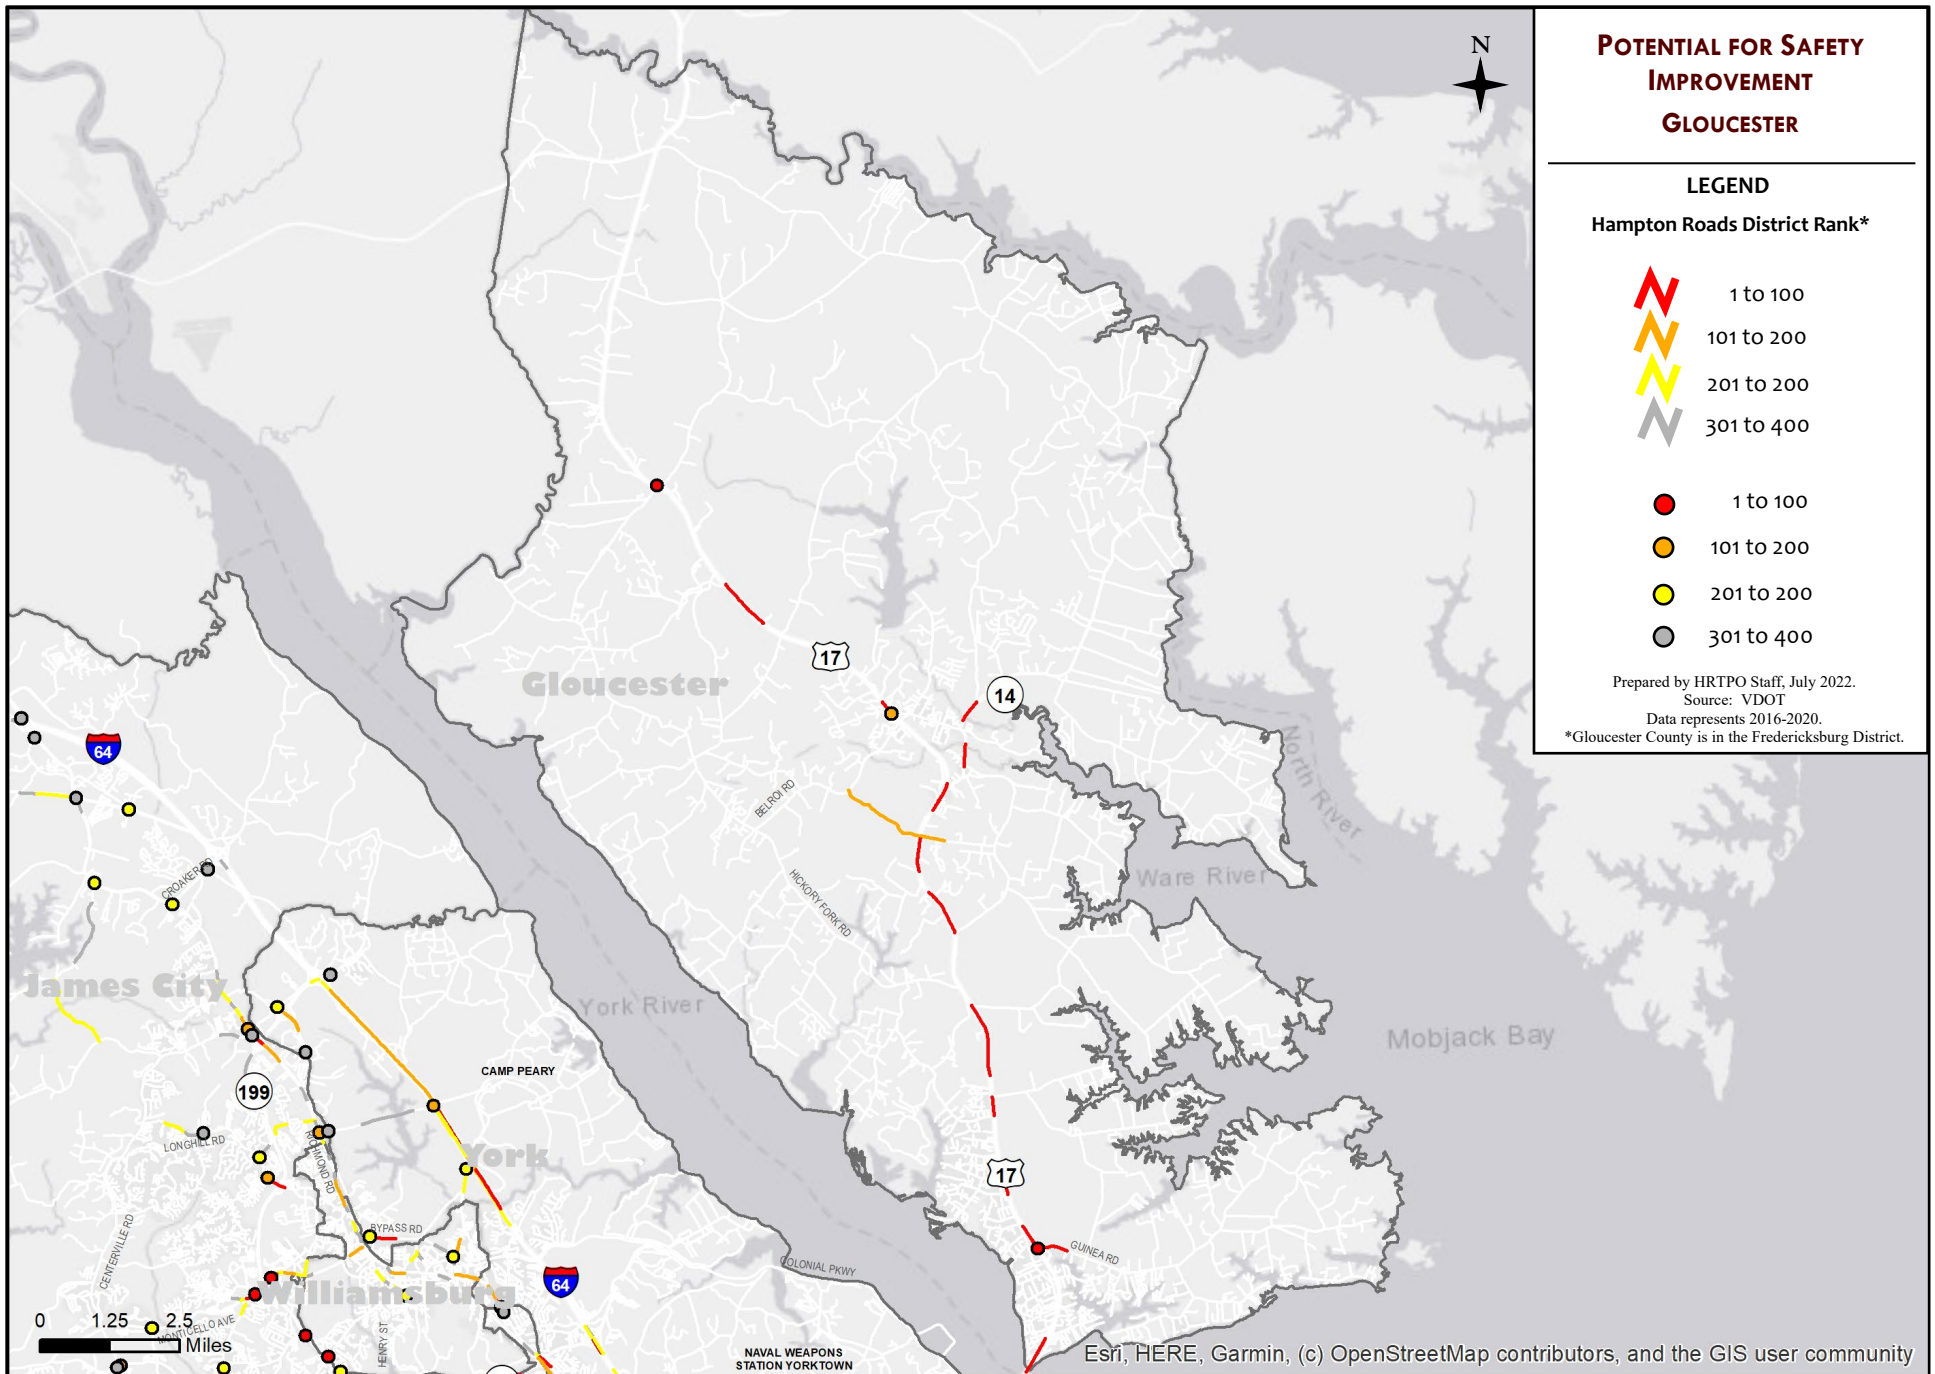 N
POTENTIAL FOR SAFETY
IMPROVEMENT
GLOUCESTER
LEGEND
Hampton Roads District Rank*
1 to 100
101 to 200
201 to 200
301 to 400
1 to 100
101 to 200
201 to 200
301 to 400
Prepared by HRTPO Staff, July 2022.
Source: VDOT
Data represents 2016-2020.
*Gloucester County is in the Fredericksburg District.
17
Gloucester
14
64
North River
BELROI RD
CROAKER RD
HICKORY FORK RD
Ware River
James City
York River
Mobjack Bay
CAMP PEARY
199
LONGHILL RD
RICHMOND RD
York
17
CENTERVILLE RD
BYPASS RD
GUINEA RD
COLONIAL PKWY
64
Williamsburg
0 1.25 2.5
Miles
MONTICELLO AVE
HENRY ST
NAVAL WEAPONS
STATION YORKTOWN
Esri, HERE, Garmin, (c) OpenStreetMap contributors, and the GIS user community